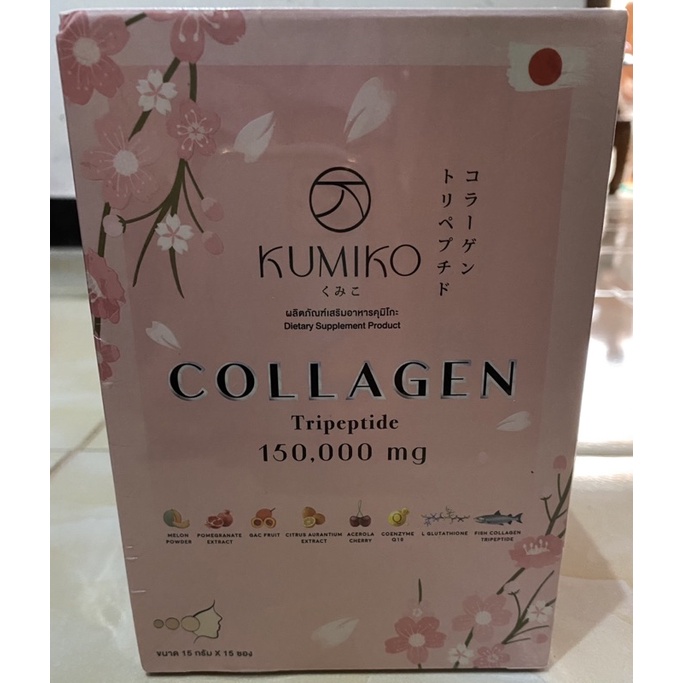 コラーゲン
トリペプチド
KUMIKO
くみこ
ผลิตภัณฑ์เสริมอาหารคุมิโกะ
Dietary Supplement Product
COLLAGEN
Tripeptide
150,000 mg
MELON POWDER
POMEGRANATE EXTRACT
GAC FRUIT
CITRUS AURANTIUM EXTRACT
ACEROLA CHERRY
COENZYME Q10
L GLUTATHIONE
FISH COLLAGEN TRIPEPTIDE
ขนาด 15 กรัม X 15 ซอง